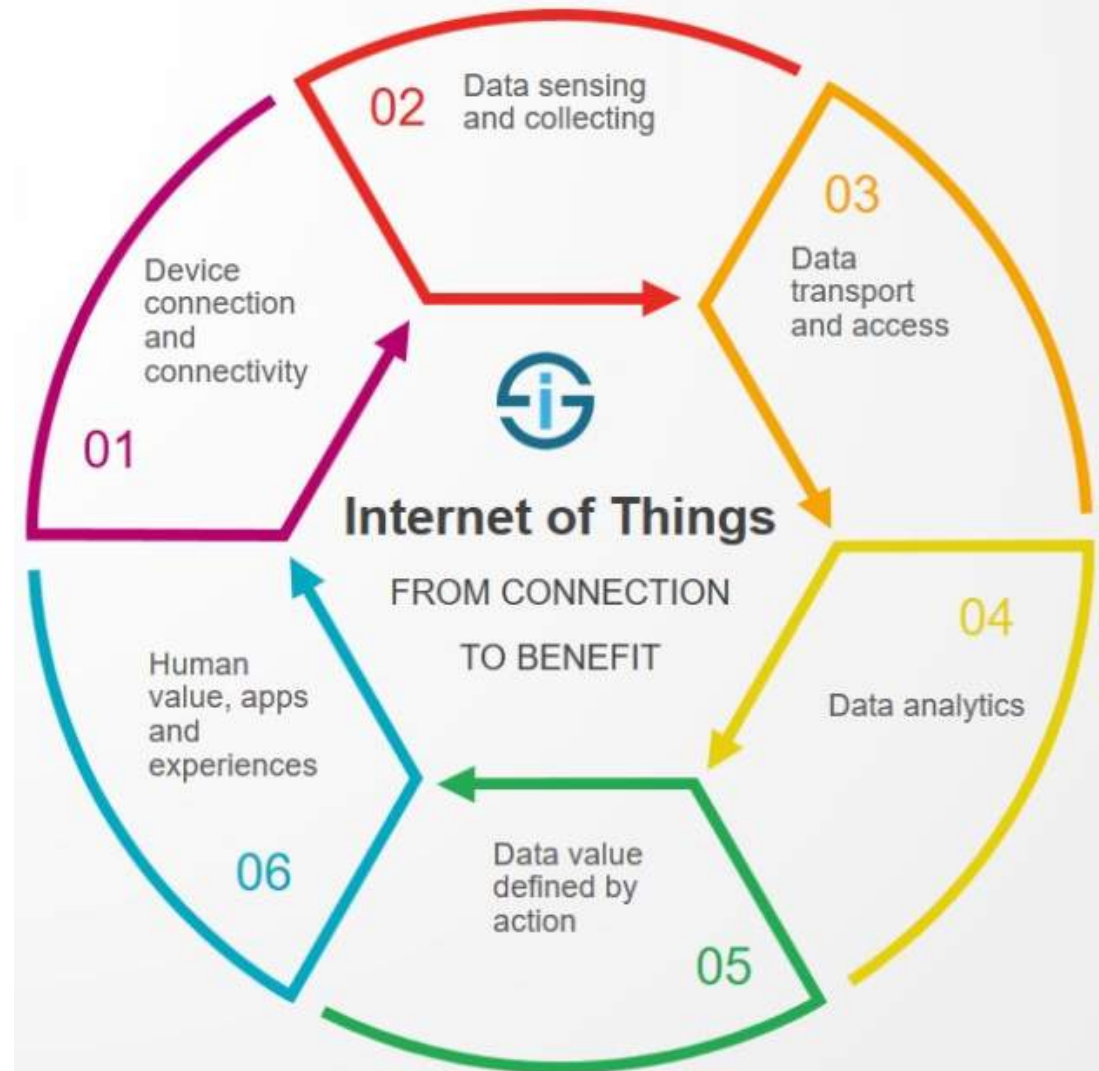 02
Data sensing
and collecting
03
Data
transport
and access
Device
connection
and
connectivity
01
i
Internet of Things
FROM CONNECTION
TO BENEFIT
04
Data analytics
Human
value, apps
and
experiences
06
Data value
defined by
action
05